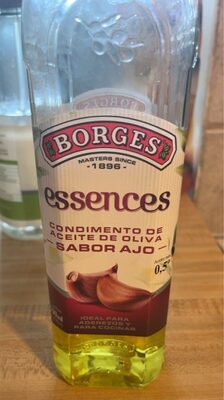 BORGES
BORGES
MASTERS SINCE
- 1896 -
essences
CONDIMENTO DE
ACEITE DE OLIVA
SABOR AJO
0,5
IDEAL PARA
ADEREZOS Y
PARA COCINAR